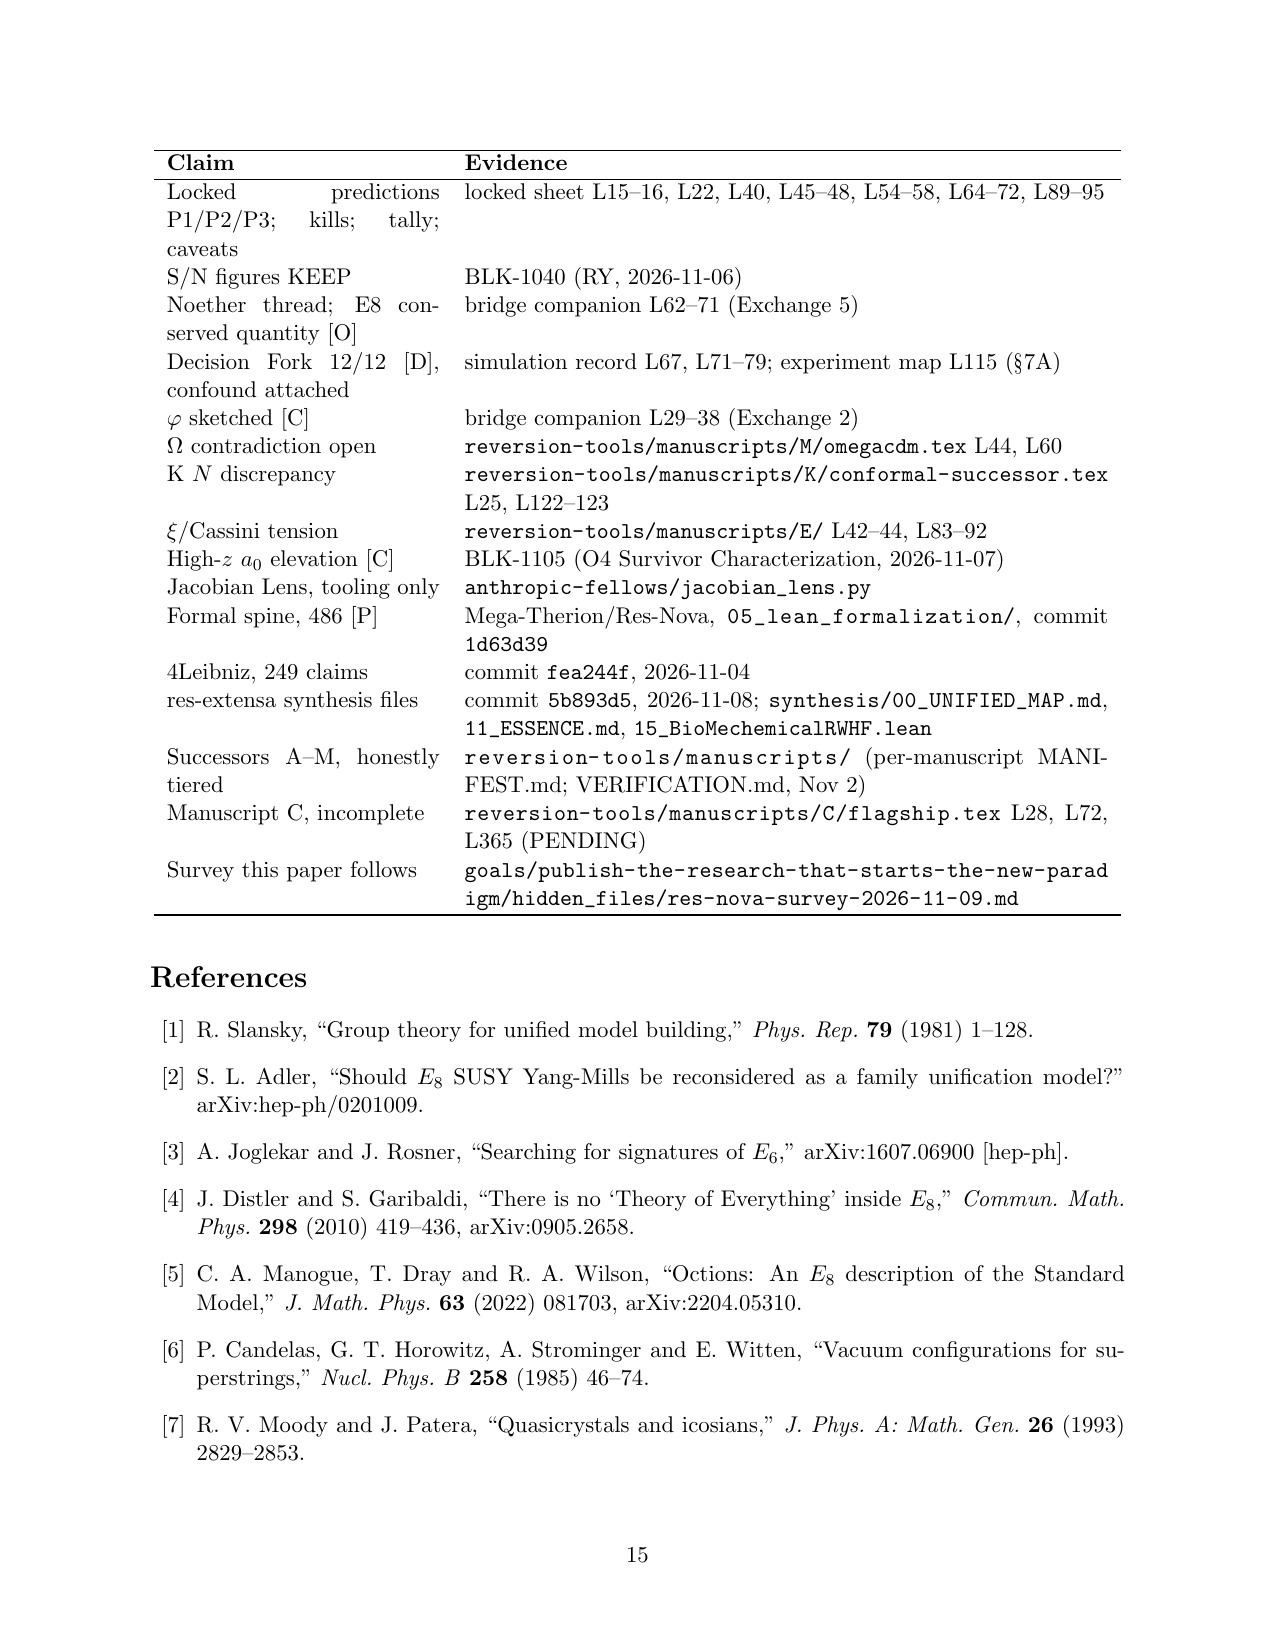 Claim Evidence
Locked predictions locked sheet L15–16, L22, L40, L45–48, L54–58, L64–72, L89–95
P1/P2/P3; kills; tally;
caveats
S/N figures KEEP BLK-1040 (RY, 2026-11-06)
Noether thread; E8 con- bridge companion L62–71 (Exchange 5)
served quantity [O]
Decision Fork 12/12 [D], simulation record L67, L71–79; experiment map L115 (§7A)
confound attached
φ sketched [C] bridge companion L29–38 (Exchange 2)
Ω contradiction open reversion-tools/manuscripts/M/omegacdm.tex L44, L60
K N discrepancy reversion-tools/manuscripts/K/conformal-successor.tex
L25, L122–123
ξ/Cassini tension reversion-tools/manuscripts/E/ L42–44, L83–92
High-z a₀ elevation [C] BLK-1105 (O4 Survivor Characterization, 2026-11-07)
Jacobian Lens, tooling only anthropic-fellows/jacobian_lens.py
Formal spine, 486 [P] Mega-Therion/Res-Nova, 05_lean_formalization/, commit
1d63d39
4Leibniz, 249 claims commit fea244f, 2026-11-04
res-extensa synthesis files commit 5b893d5, 2026-11-08; synthesis/00_UNIFIED_MAP.md,
11_ESSENCE.md, 15_BioMechemicalRWHF.lean
Successors A–M, honestly reversion-tools/manuscripts/ (per-manuscript MANI-
tiered FEST.md; VERIFICATION.md, Nov 2)
Manuscript C, incomplete reversion-tools/manuscripts/C/flagship.tex L28, L72,
L365 (PENDING)
Survey this paper follows goals/publish-the-research-that-starts-the-new-parad
igm/hidden_files/res-nova-survey-2026-11-09.md
References
[1] R. Slansky, “Group theory for unified model building,” Phys. Rep. 79 (1981) 1–128.
[2] S. L. Adler, “Should E₈ SUSY Yang-Mills be reconsidered as a family unification model?”
arXiv:hep-ph/0201009.
[3] A. Joglekar and J. Rosner, “Searching for signatures of E₆,” arXiv:1607.06900 [hep-ph].
[4] J. Distler and S. Garibaldi, “There is no ‘Theory of Everything’ inside E₈,” Commun. Math.
Phys. 298 (2010) 419–436, arXiv:0905.2658.
[5] C. A. Manogue, T. Dray and R. A. Wilson, “Octions: An E₈ description of the Standard
Model,” J. Math. Phys. 63 (2022) 081703, arXiv:2204.05310.
[6] P. Candelas, G. T. Horowitz, A. Strominger and E. Witten, “Vacuum configurations for su-
perstrings,” Nucl. Phys. B 258 (1985) 46–74.
[7] R. V. Moody and J. Patera, “Quasicrystals and icosians,” J. Phys. A: Math. Gen. 26 (1993)
2829–2853.
15